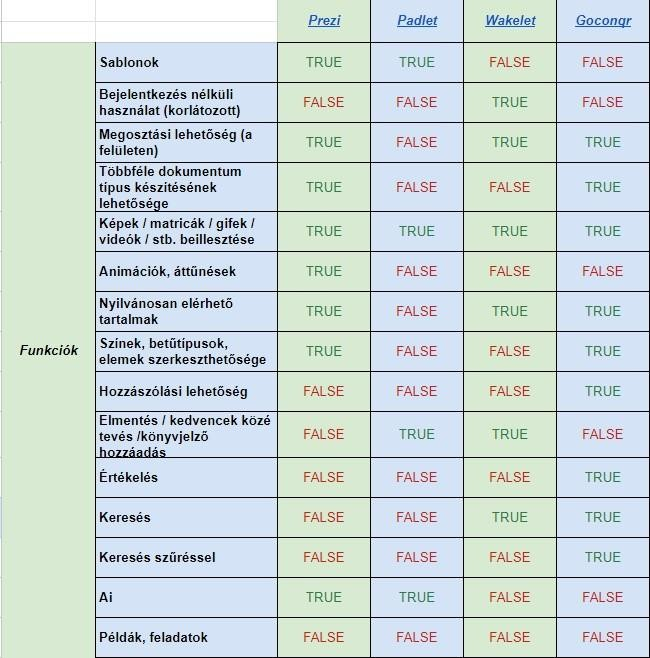 Prezi Padlet Wakelet Goconqr
Sablonok TRUE TRUE FALSE FALSE
Bejelentkezés nélküli
használat (korlátozott) FALSE FALSE TRUE FALSE
Megosztási lehetőség (a
felületen) TRUE FALSE TRUE TRUE
Többféle dokumentum
típus készítésének
lehetősége TRUE FALSE FALSE TRUE
Képek / matricák / gifek /
videók / stb. beillesztése TRUE TRUE TRUE TRUE
Animációk, áttűnések TRUE FALSE FALSE FALSE
Nyilvánosan elérhető
tartalmak TRUE FALSE TRUE TRUE
Funkciók
Színek, betűtípusok,
elemek szerkeszthetősége TRUE FALSE FALSE TRUE
Hozzászólási lehetőség FALSE FALSE FALSE TRUE
Elmentés / kedvencek közé
tevés /könyvjelző
hozzáadás FALSE TRUE TRUE FALSE
Értékelés FALSE FALSE FALSE TRUE
Keresés FALSE FALSE TRUE TRUE
Keresés szűréssel FALSE FALSE FALSE TRUE
Ai TRUE TRUE FALSE FALSE
Példák, feladatok FALSE FALSE FALSE FALSE